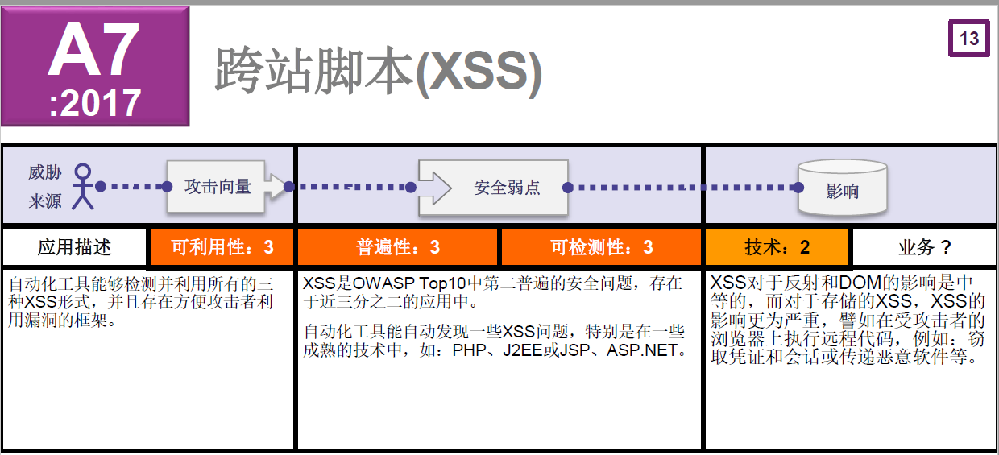 A7
:2017
跨站脚本(XSS)
13
威胁
来源
攻击向量
安全弱点
影响
应用描述
可利用性：3
普遍性：3
可检测性：3
技术：2
业务？
自动化工具能够检测并利用所有的三
种XSS形式，并且存在方便攻击者利
用漏洞的框架。
XSS是OWASP Top10中第二普遍的安全问题，存在
于近三分之二的应用中。
自动化工具能自动发现一些XSS问题，特别是在一些
成熟的技术中，如：PHP、J2EE或JSP、ASP.NET。
XSS对于反射和DOM的影响是中
等的，而对于存储的XSS，XSS的
影响更为严重，譬如在受攻击者的
浏览器上执行远程代码，例如：窃
取凭证和会话或传递恶意软件等。